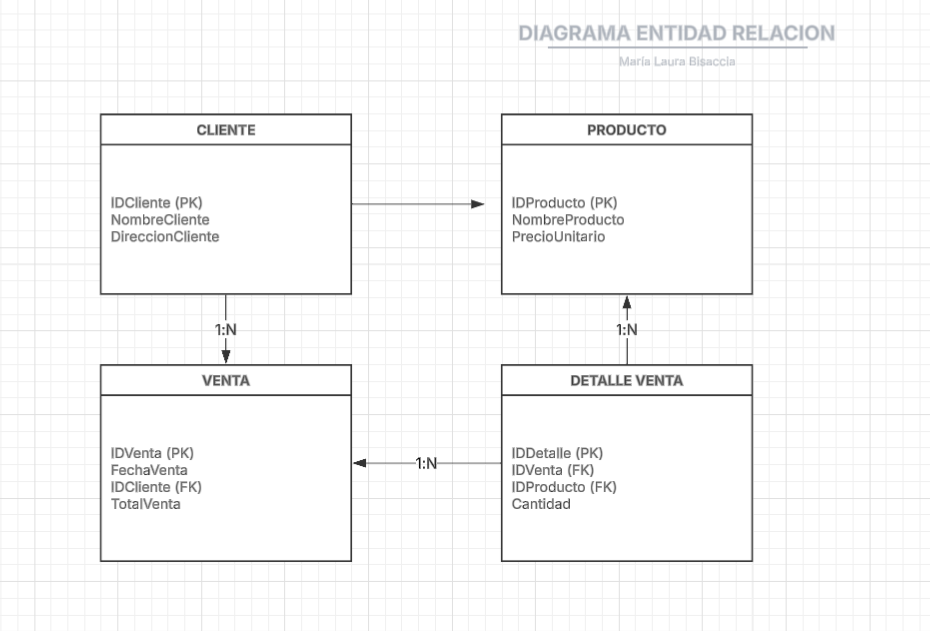 DIAGRAMA ENTIDAD RELACION
María Laura Bisaccia
CLIENTE
IDCliente (PK)
NombreCliente
DireccionCliente
PRODUCTO
IDProducto (PK)
NombreProducto
PrecioUnitario
1:N
1:N
VENTA
IDVenta (PK)
FechaVenta
IDCliente (FK)
TotalVenta
1:N
DETALLE VENTA
IDDetalle (PK)
IDVenta (FK)
IDProducto (FK)
Cantidad